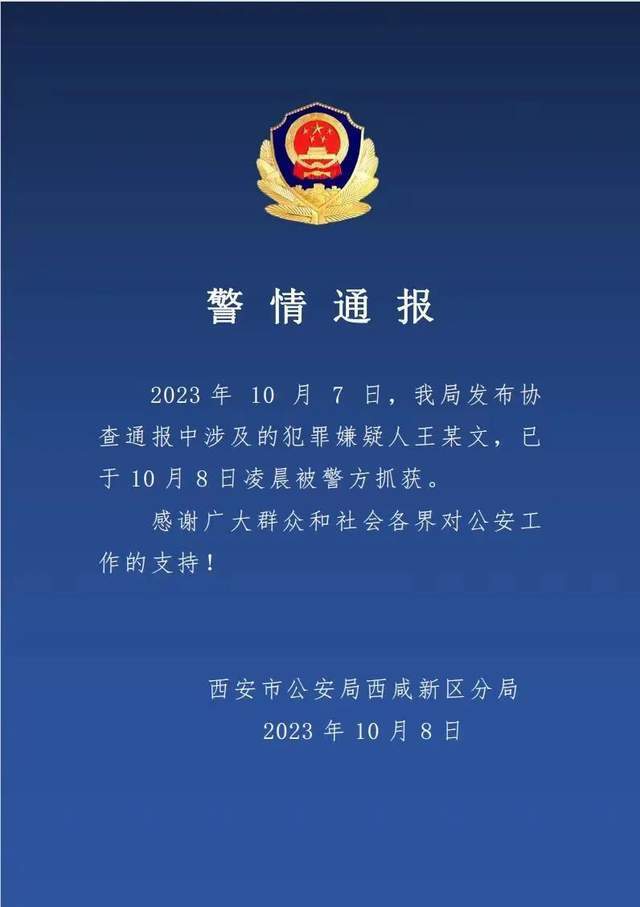 警情通报
2023年10月7日，我局发布协
查通报中涉及的犯罪嫌疑人王某文，已
于10月8日凌晨被警方抓获。
感谢广大群众和社会各界对公安工
作的支持！
西安市公安局西咸新区分局
2023年10月8日